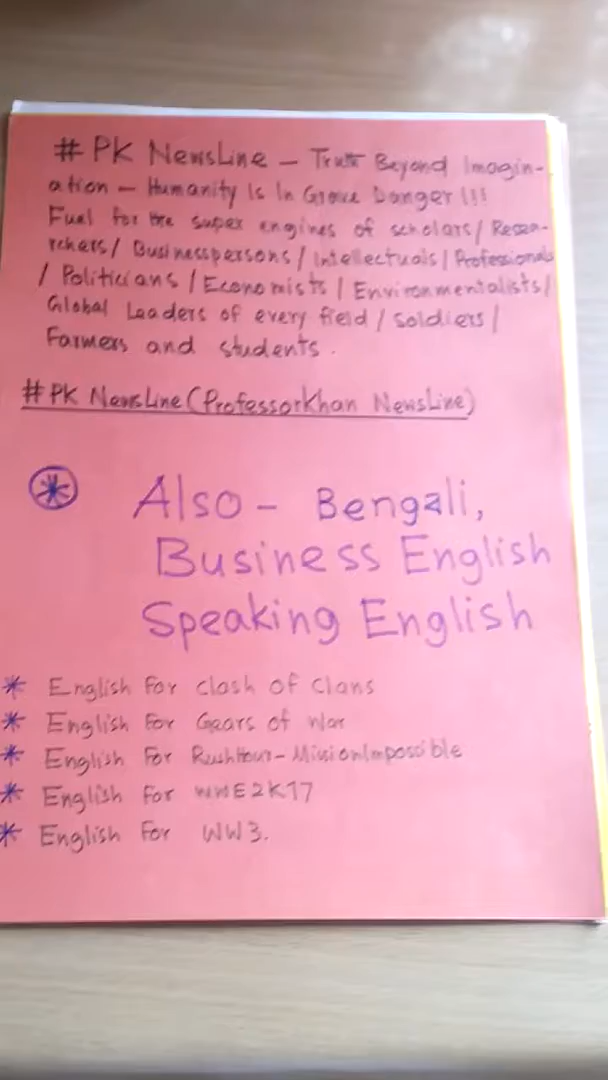 # PK NewsLine – Truth Beyond Imagin-
ation – Humanity Is In Grave Danger!!!
Fuel for the super engines of scholars/ Resea-
rchers/ Businesspersons/ Intellectuals/ Professionals
/ Politicians / Economists / Environmentalists/
Global Leaders of every field / Soldiers/
Farmers and students.
# PK NewsLine (ProfessorKhan NewsLine)
* Also – Bengali,
Business English
Speaking English
* English For Clash Of Clans
* English For Gears of War
* English For RushHour-MissionImpossible
* English For WWE2K17
* English For WW3.